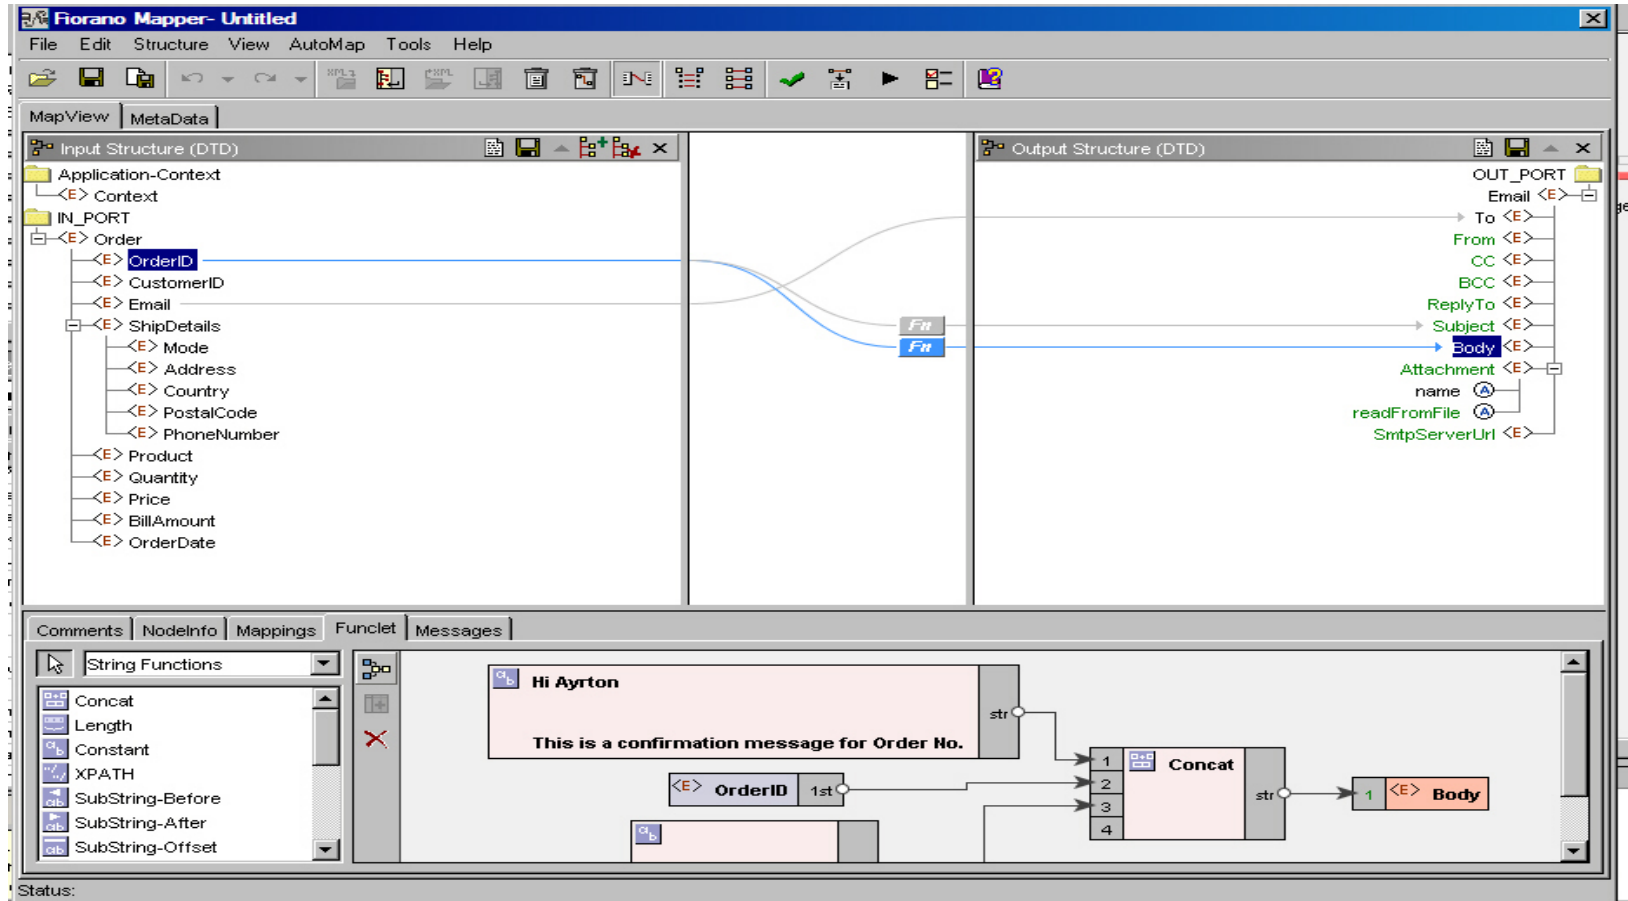 Fiorano Mapper- Untitled
File Edit Structure View AutoMap Tools Help
MapView MetaData
Input Structure (DTD)
Application-Context
<E> Context
IN_PORT
<E> Order
<E> OrderID
<E> CustomerID
<E> Email
<E> ShipDetails
<E> Mode
<E> Address
<E> Country
<E> PostalCode
<E> PhoneNumber
<E> Product
<E> Quantity
<E> Price
<E> BillAmount
<E> OrderDate
Fn
Fn
Output Structure (DTD)
OUT_PORT
Email <E>
To <E>
From <E>
CC <E>
BCC <E>
ReplyTo <E>
Subject <E>
Body <E>
Attachment <E>
name A
readFromFile A
SmtpServerUrl <E>
Comments NodeInfo Mappings Funclet Messages
String Functions
Concat
Length
Constant
XPATH
SubString-Before
SubString-After
SubString-Offset
Hi Ayrton
This is a confirmation message for Order No.
str
<E> OrderID 1st
1
2
3
4
Concat
str
1 <E> Body
Status: